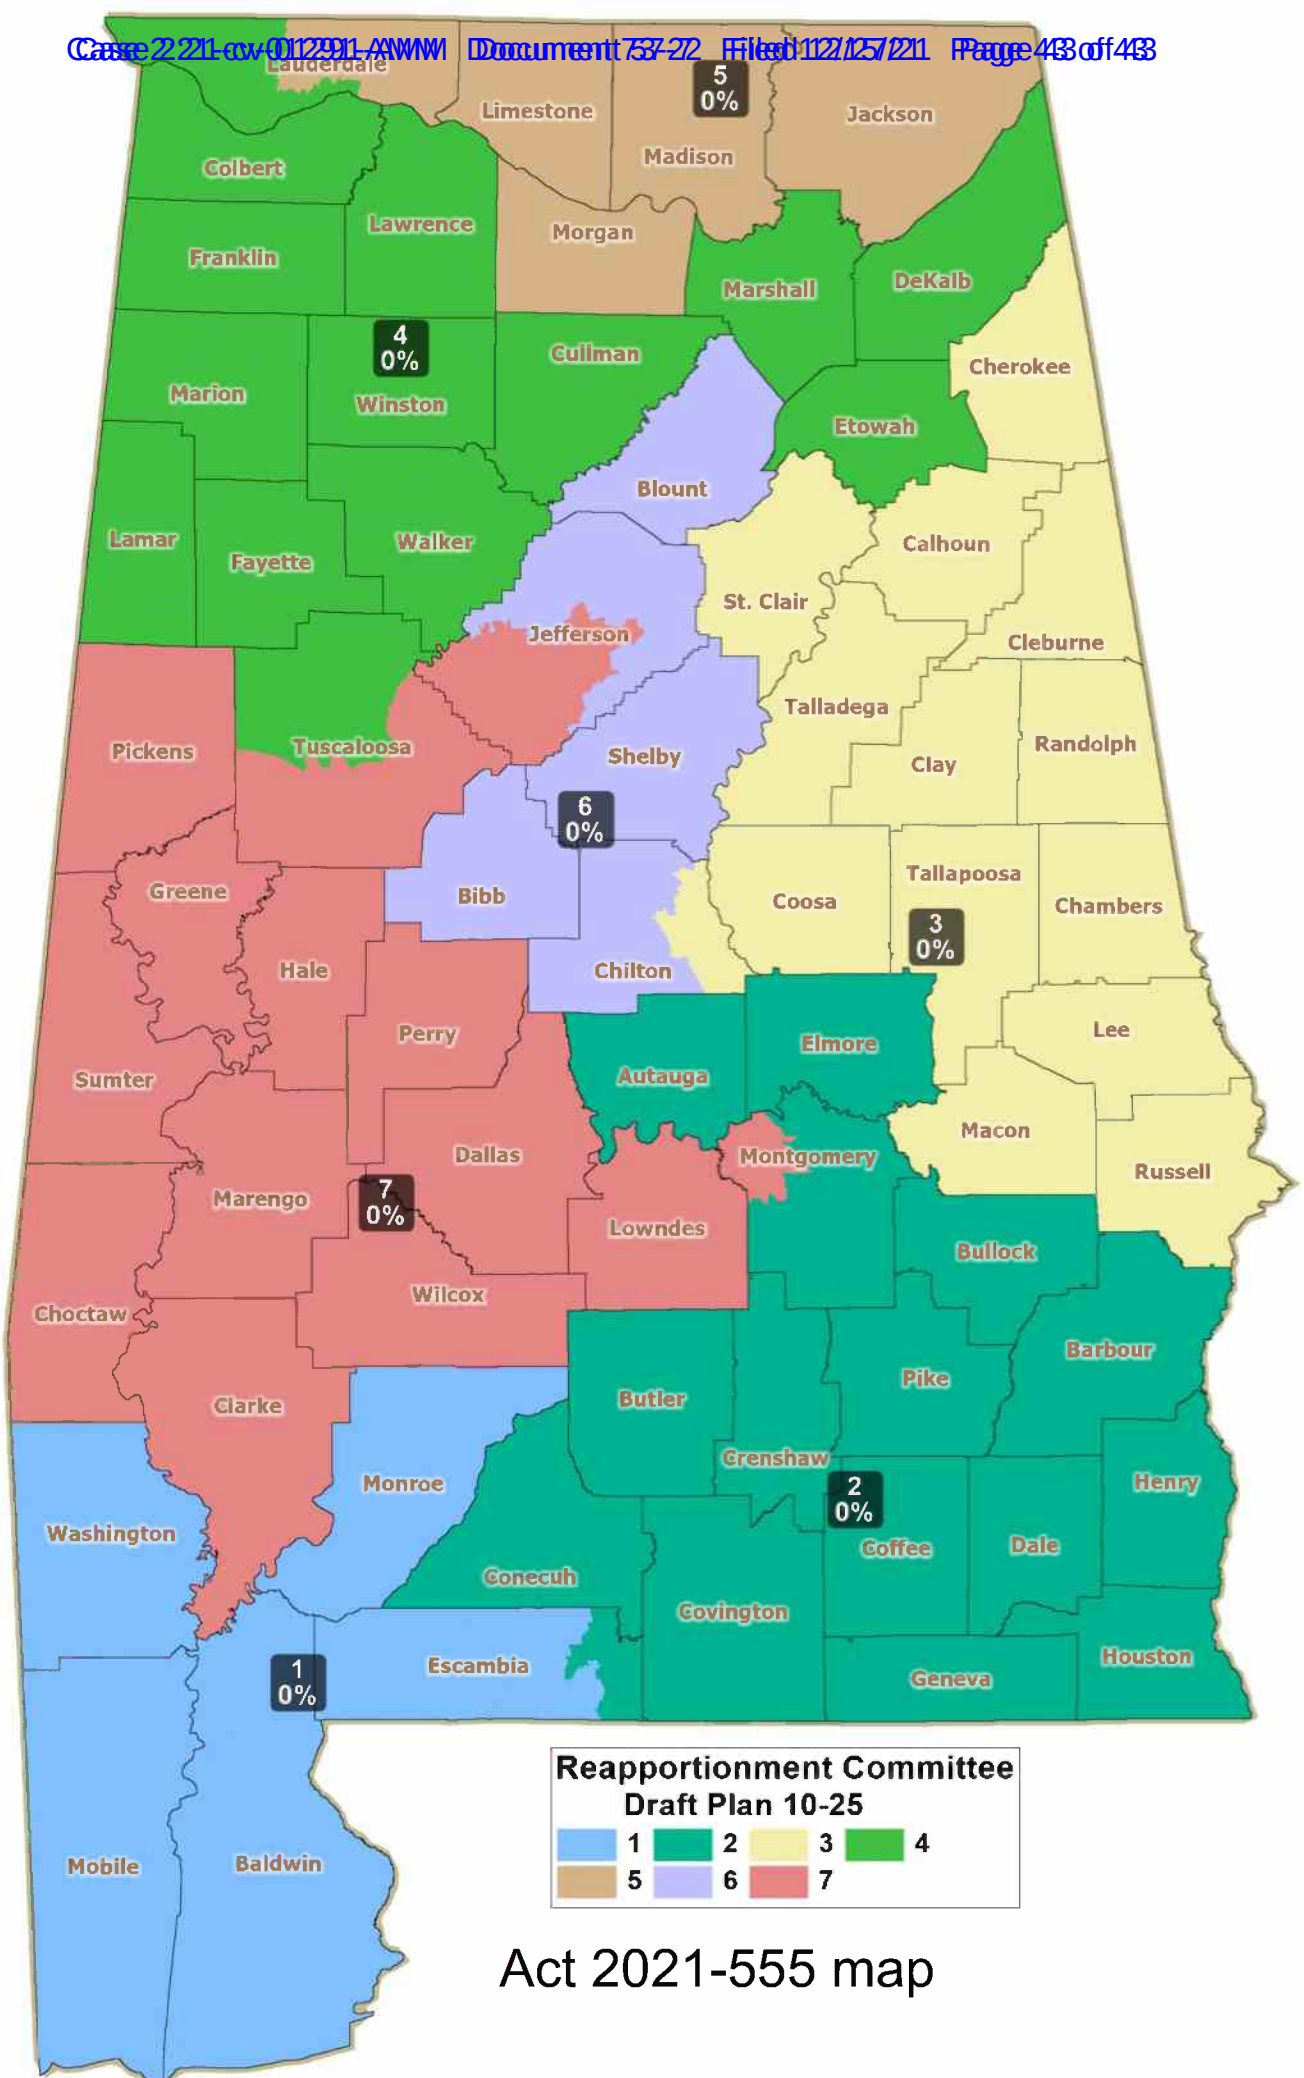 Case 2:21-cv-01291-AMM Document 73-7 Filed 12/15/21 Page 43 of 43
Lauderdale
5
0%
Limestone
Jackson
Madison
Colbert
Lawrence
Morgan
Franklin
DeKalb
Marshall
4
0%
Cullman
Cherokee
Marion
Winston
Etowah
Blount
Lamar
Walker
Calhoun
Fayette
St. Clair
Jefferson
Cleburne
Talladega
Pickens
Tuscaloosa
Shelby
Randolph
Clay
6
0%
Tallapoosa
Greene
Bibb
Coosa
Chambers
3
0%
Hale
Chilton
Perry
Lee
Elmore
Sumter
Autauga
Macon
Dallas
Montgomery
Russell
7
0%
Marengo
Lowndes
Bullock
Wilcox
Choctaw
Barbour
Pike
Butler
Clarke
Crenshaw
Monroe
Henry
2
0%
Washington
Coffee
Dale
Conecuh
Covington
Escambia
Houston
1
0%
Geneva
Reapportionment Committee
Draft Plan 10-25
1 2 3 4
5 6 7
Mobile
Baldwin
Act 2021-555 map